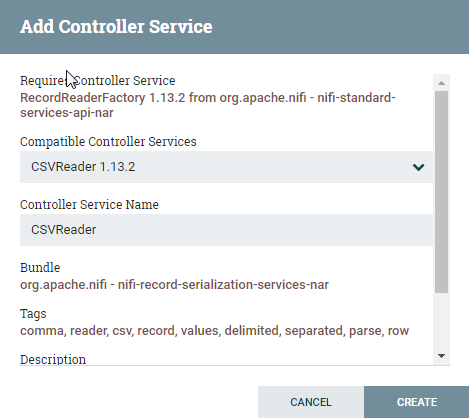 Add Controller Service
Requires Controller Service
RecordReaderFactory 1.13.2 from org.apache.nifi - nifi-standard-
services-api-nar
Compatible Controller Services
CSVReader 1.13.2
Controller Service Name
CSVReader
Bundle
org.apache.nifi - nifi-record-serialization-services-nar
Tags
comma, reader, csv, record, values, delimited, separated, parse, row
Description
CANCEL
CREATE